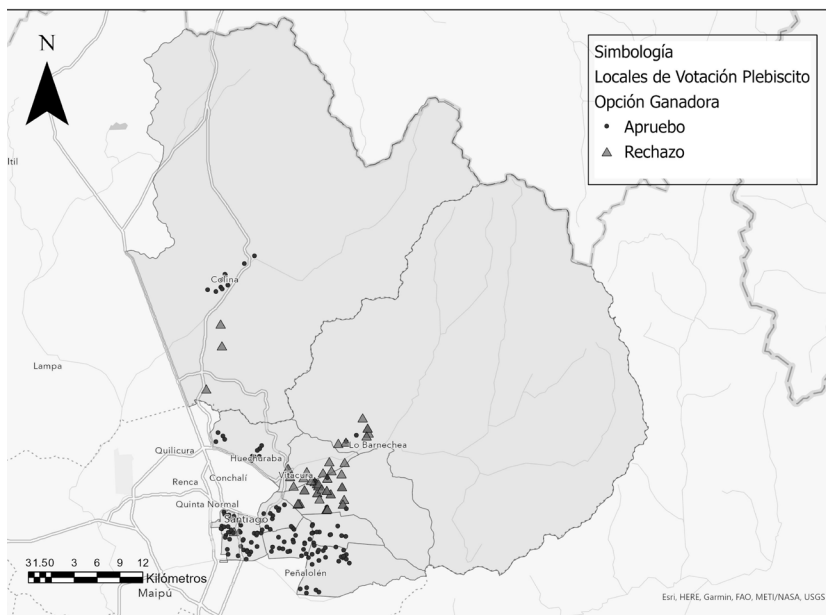 N
Simbología
Locales de Votación Plebiscito
Opción Ganadora
Apruebo
Rechazo
ltil
Colina
Lampa
Lo Barnechea
Quilicura
Huechuraba
Renca
Conchalí
Vitacura
Quinta Normal
Santiago
Peñalolén
31.50 3 6 9 12
Kilómetros
Maipú
Esri, HERE, Garmin, FAO, METI/NASA, USGS